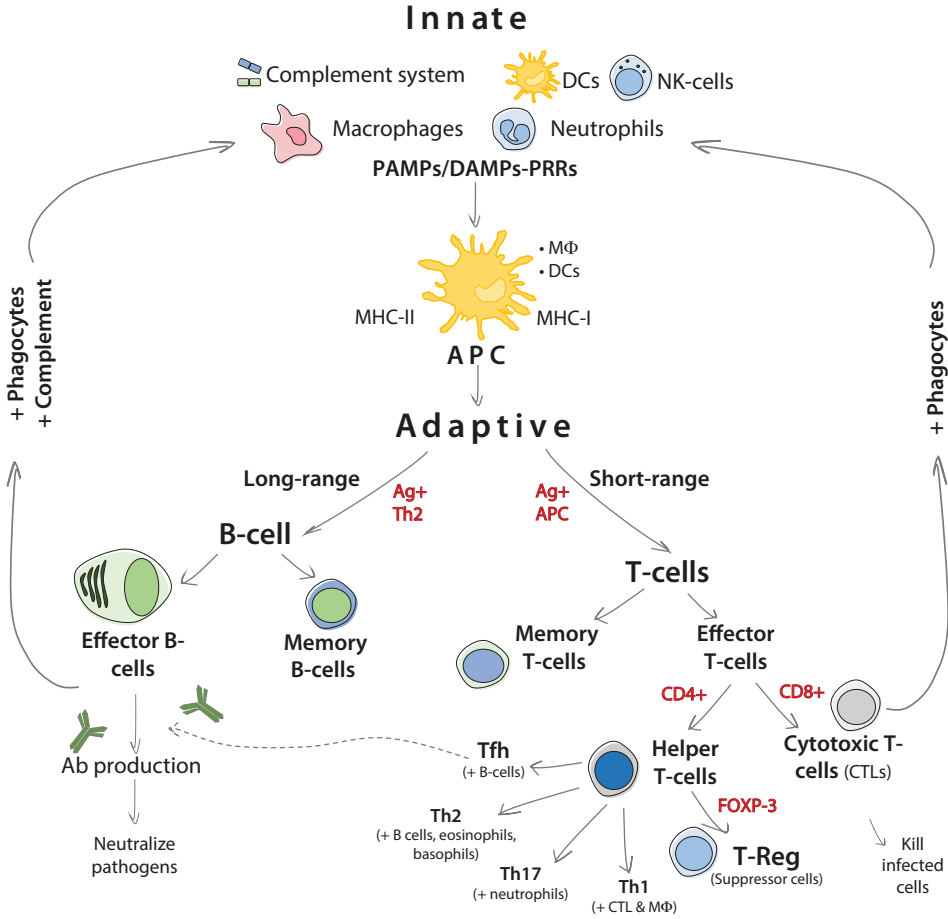 Innate
Complement system
DCs
NK-cells
Macrophages
Neutrophils
PAMPs/DAMPs-PRRs
• MΦ
• DCs
MHC-II
MHC-I
APC
+ Phagocytes
+ Complement
+ Phagocytes
Adaptive
Long-range
Ag+
Th2
Ag+
APC
Short-range
B-cell
T-cells
Effector B-
cells
Memory
B-cells
Memory
T-cells
Effector
T-cells
CD4+
CD8+
Ab production
Neutralize
pathogens
Tfh
(+ B-cells)
Helper
T-cells
Cytotoxic T-
cells (CTLs)
Th2
(+ B cells, eosinophils,
basophils)
FOXP-3
Th17
(+ neutrophils)
Th1
(+ CTL & MΦ)
T-Reg
(Suppressor cells)
Kill
infected
cells